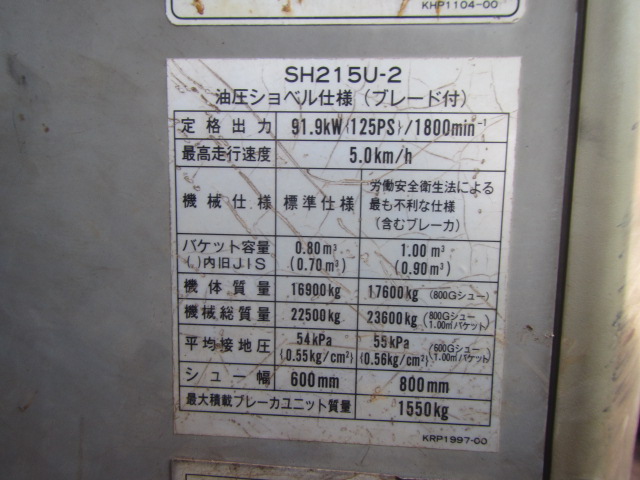 KHP1104-00
SH215U-2
油圧ショベル仕様（ブレード付）
定格出力 91.9kW{125PS}/1800min⁻¹
最高走行速度 5.0km/h
機械仕様 標準仕様 労働安全衛生法による
最も不利な仕様
(含むブレーカ)
バケット容量 0.80m³ 1.00m³
( )内旧JIS (0.70m³) (0.90m³)
機体質量 16900kg 17600kg (800Gシュー)
機械総質量 22500kg 23600kg (800Gシュー 1.00m³バケット)
平均接地圧 54kPa 55kPa (600Gシュー 1.00m³バケット)
{0.55kg/cm²} {0.56kg/cm²}
シュー幅 600mm 800mm
最大積載ブレーカユニット質量 1550kg
KRP1997-00